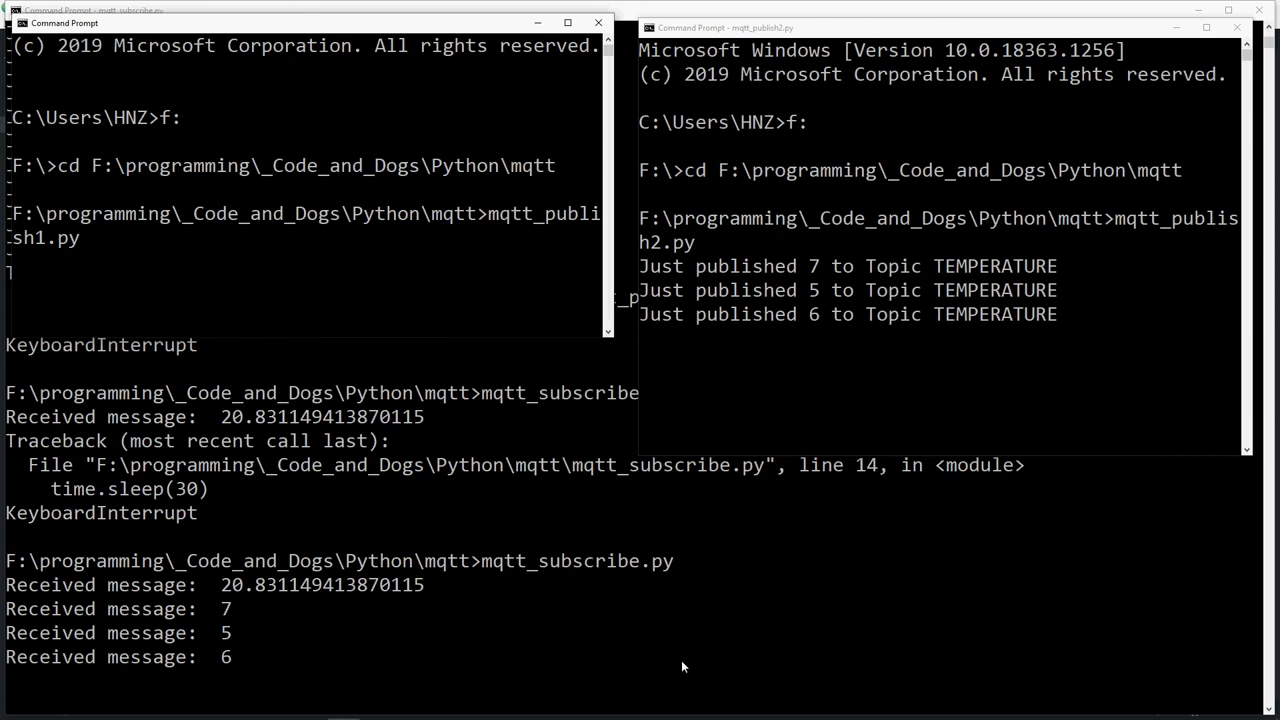 Command Prompt - mqtt_subscribe.py
Command Prompt
(c) 2019 Microsoft Corporation. All rights reserved.
C:\Users\HNZ>f:
F:\>cd F:\programming\_Code_and_Dogs\Python\mqtt
F:\programming\_Code_and_Dogs\Python\mqtt>mqtt_publi
sh1.py
Command Prompt - mqtt_publish2.py
Microsoft Windows [Version 10.0.18363.1256]
(c) 2019 Microsoft Corporation. All rights reserved.
C:\Users\HNZ>f:
F:\>cd F:\programming\_Code_and_Dogs\Python\mqtt
F:\programming\_Code_and_Dogs\Python\mqtt>mqtt_publis
h2.py
Just published 7 to Topic TEMPERATURE
Just published 5 to Topic TEMPERATURE
Just published 6 to Topic TEMPERATURE
KeyboardInterrupt
F:\programming\_Code_and_Dogs\Python\mqtt>mqtt_subscribe
Received message:  20.831149413870115
Traceback (most recent call last):
  File "F:\programming\_Code_and_Dogs\Python\mqtt\mqtt_subscribe.py", line 14, in <module>
    time.sleep(30)
KeyboardInterrupt
F:\programming\_Code_and_Dogs\Python\mqtt>mqtt_subscribe.py
Received message:  20.831149413870115
Received message:  7
Received message:  5
Received message:  6